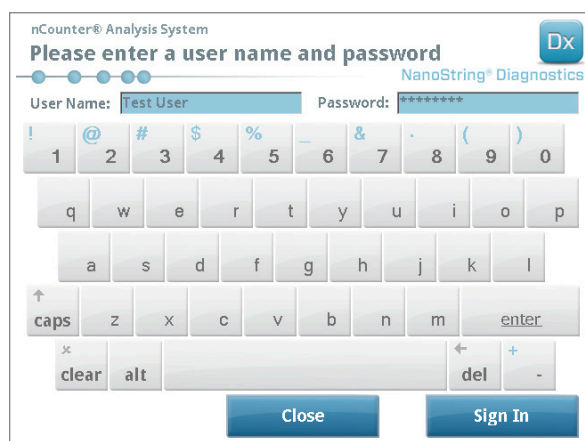 nCounter® Analysis System
Please enter a user name and password
Dx
NanoString® Diagnostics
User Name: Test User Password: ********
! @ # $ % _ & . ( )
1 2 3 4 5 6 7 8 9 0
q w e r t y u i o p
a s d f g h j k l
caps z x c v b n m enter
clear alt del + -
Close Sign In